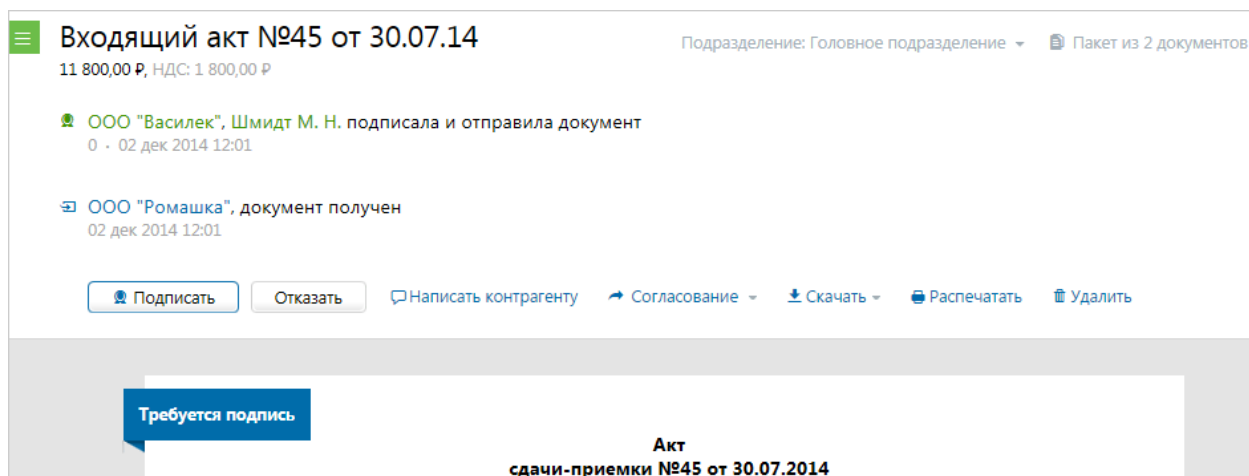 Входящий акт №45 от 30.07.14
Подразделение: Головное подразделение
Пакет из 2 документов
11 800,00 ₽, НДС: 1 800,00 ₽
ООО "Василек", Шмидт М. Н. подписала и отправила документ
0 · 02 дек 2014 12:01
ООО "Ромашка", документ получен
02 дек 2014 12:01
Подписать Отказать Написать контрагенту Согласование Скачать Распечатать Удалить
Требуется подпись
Акт
сдачи-приемки №45 от 30.07.2014